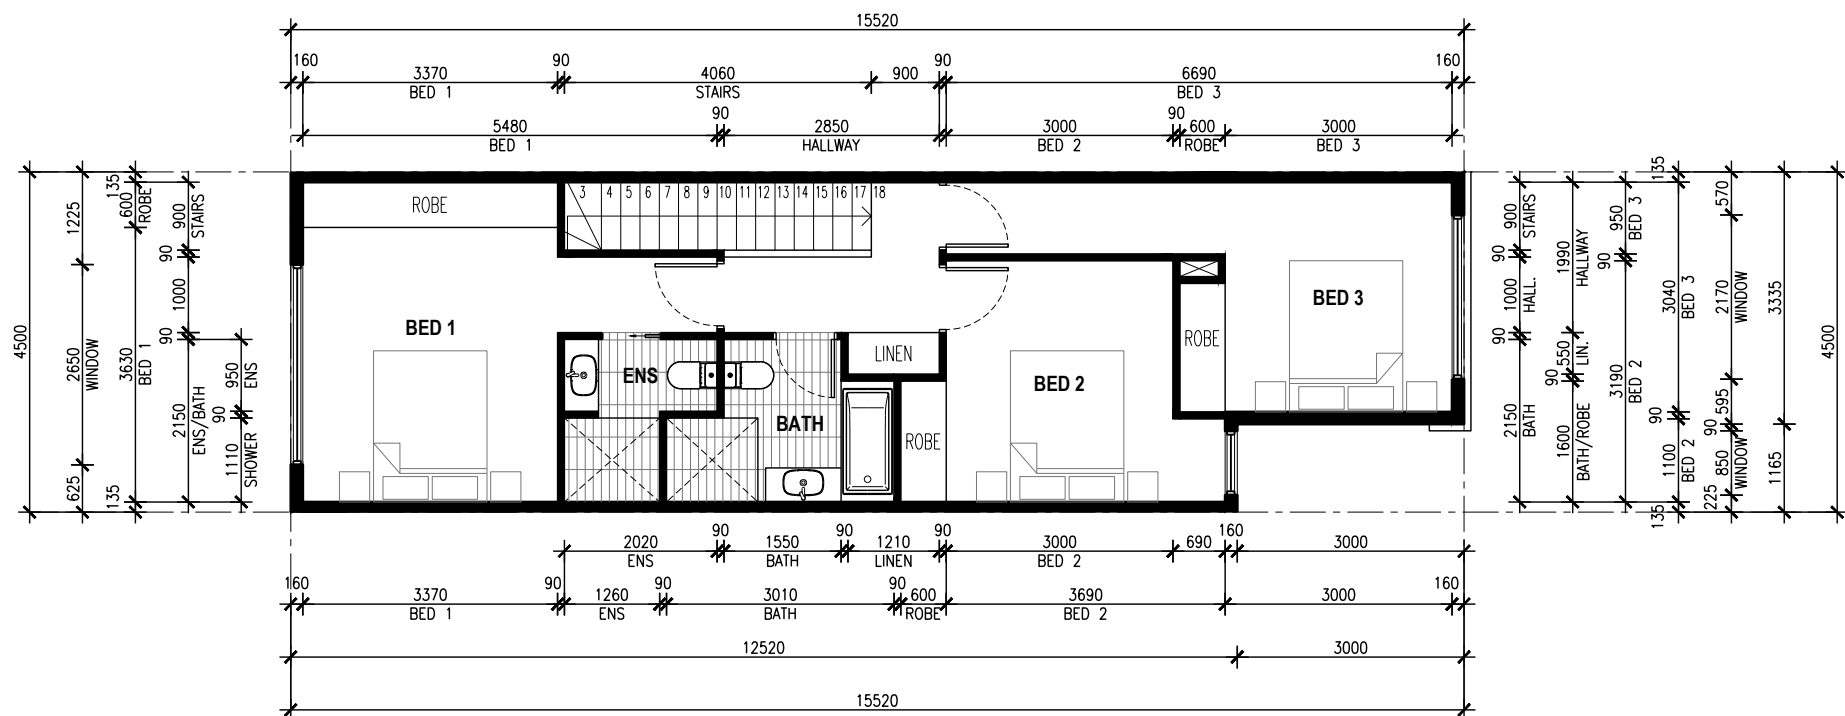 15520
160 3370 90 4060 900 90 6690 160
BED 1 STAIRS BED 3
5480 90 2850 3000 90 600 3000
BED 1 HALLWAY BED 2 ROBE BED 3
4500
1225 2650 625
WINDOW
135 600 3630 135
ROBE BED 1
900 90 1000 90 2150
STAIRS ENS/BATH
950 90 1110
ENS SHOWER
ROBE
3 4 5 6 7 8 9 10 11 12 13 14 15 16 17 18
BED 1
ENS
BATH
LINEN
ROBE
BED 2
ROBE
BED 3
900 90 1000 90 2150
STAIRS HALL. BATH
1990 550 90 1600
HALLWAY LIN. BATH/ROBE
950 90 3190
BED 3 BED 2
135 3040 90 1100 135
BED 3 BED 2
570 2170 595 90 850 225
WINDOW WINDOW
3335 1165
4500
2020 90 1550 90 1210 90 3000 690 160 3000
ENS BATH LINEN BED 2
160 3370 90 1260 90 3010 90 600 3690 3000 160
BED 1 ENS BATH ROBE BED 2
12520 3000
15520